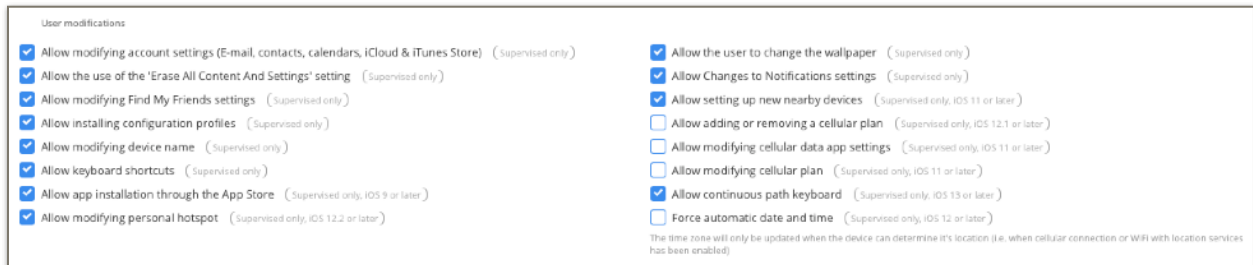 User modifications
Allow modifying account settings (E-mail, contacts, calendars, iCloud & iTunes Store) (Supervised only)
Allow the use of the 'Erase All Content And Settings' setting (Supervised only)
Allow modifying Find My Friends settings (Supervised only)
Allow installing configuration profiles (Supervised only)
Allow modifying device name (Supervised only)
Allow keyboard shortcuts (Supervised only)
Allow app installation through the App Store (Supervised only, iOS 9 or later)
Allow modifying personal hotspot (Supervised only, iOS 12.2 or later)
Allow the user to change the wallpaper (Supervised only)
Allow Changes to Notifications settings (Supervised only)
Allow setting up new nearby devices (Supervised only, iOS 11 or later)
Allow adding or removing a cellular plan (Supervised only, iOS 12.1 or later)
Allow modifying cellular data app settings (Supervised only, iOS 11 or later)
Allow modifying cellular plan (Supervised only, iOS 11 or later)
Allow continuous path keyboard (Supervised only, iOS 13 or later)
Force automatic date and time (Supervised only, iOS 12 or later)
The time zone will only be updated when the device can determine it's location (i.e. when cellular connection or WiFi with location services
has been enabled)